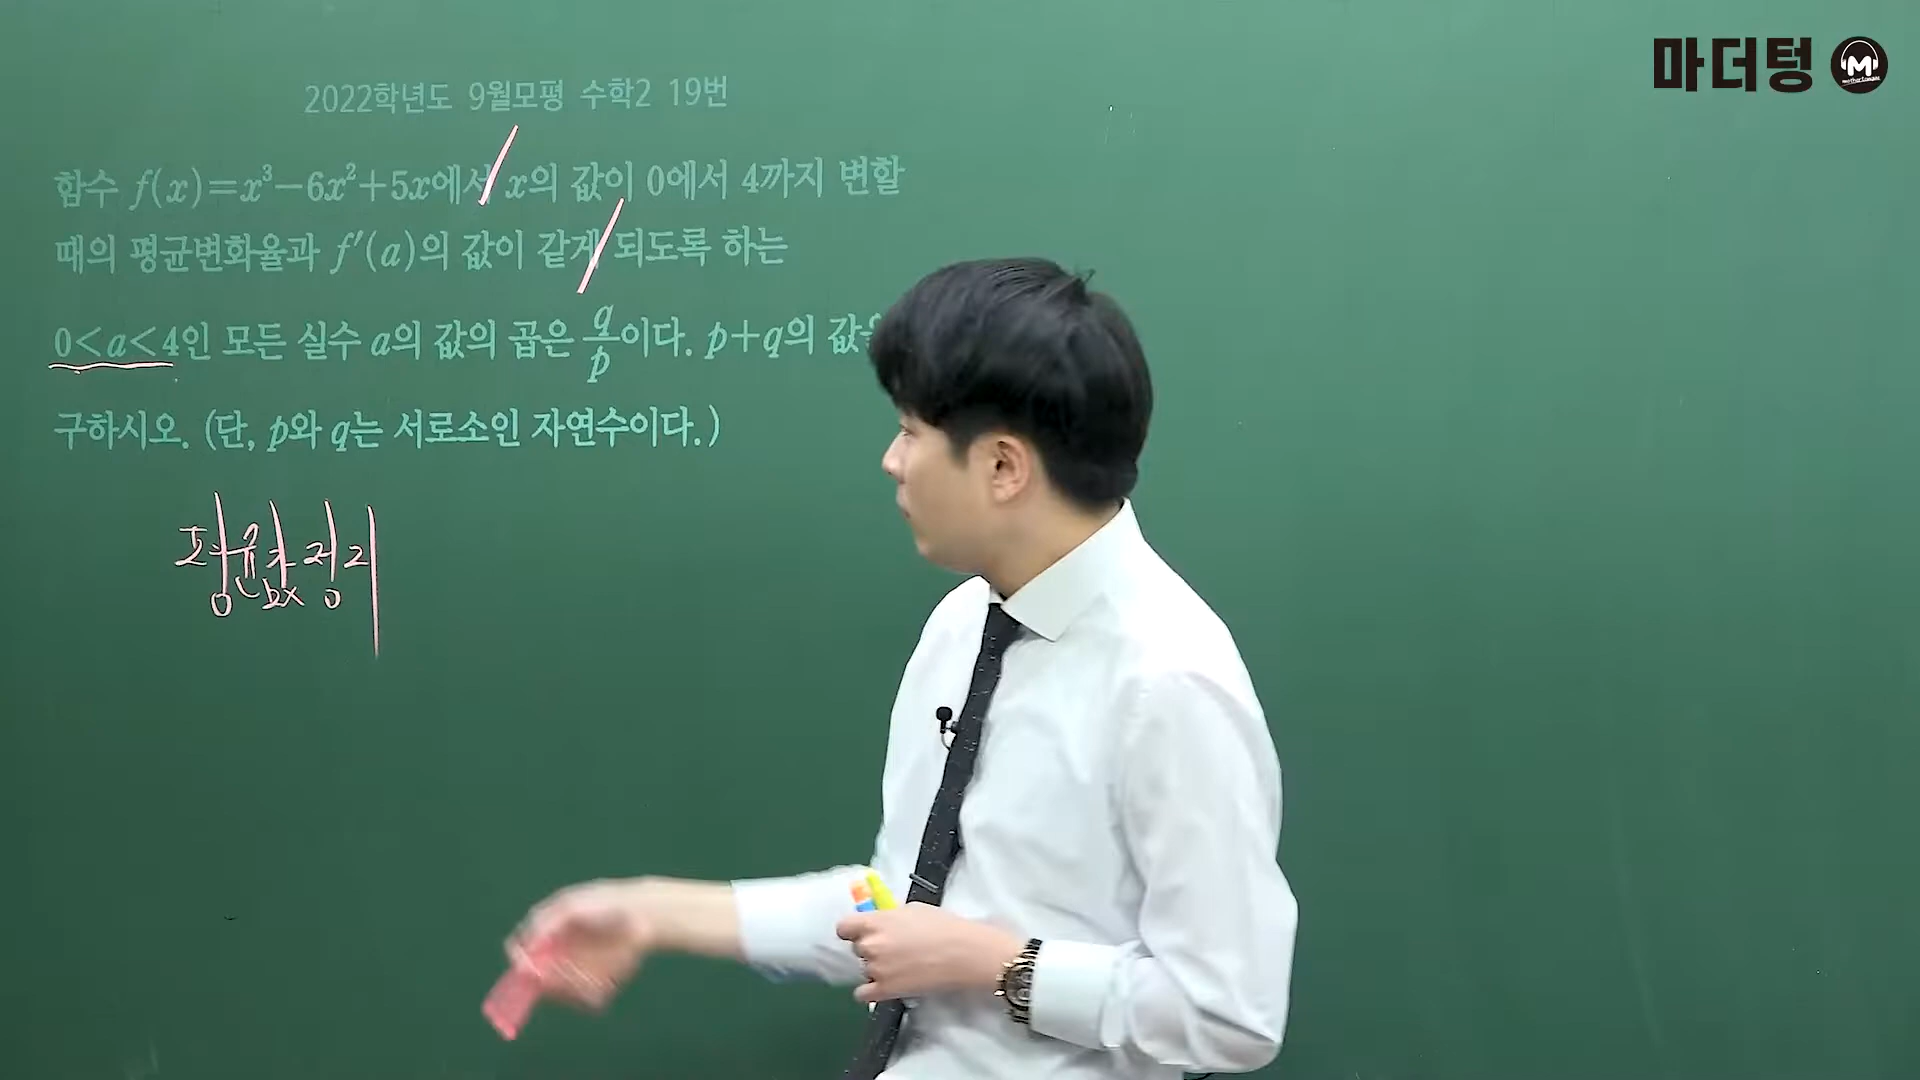 마더텅 M
2022학년도 9월모평 수학2 19번
함수 f(x)=x³-6x²+5x에서 x의 값이 0에서 4까지 변할
때의 평균변화율과 f′(a)의 값이 같게 되도록 하는
0<a<4인 모든 실수 a의 값의 곱은 q/p이다. p+q의 값을
구하시오. (단, p와 q는 서로소인 자연수이다.)
평균값 정리